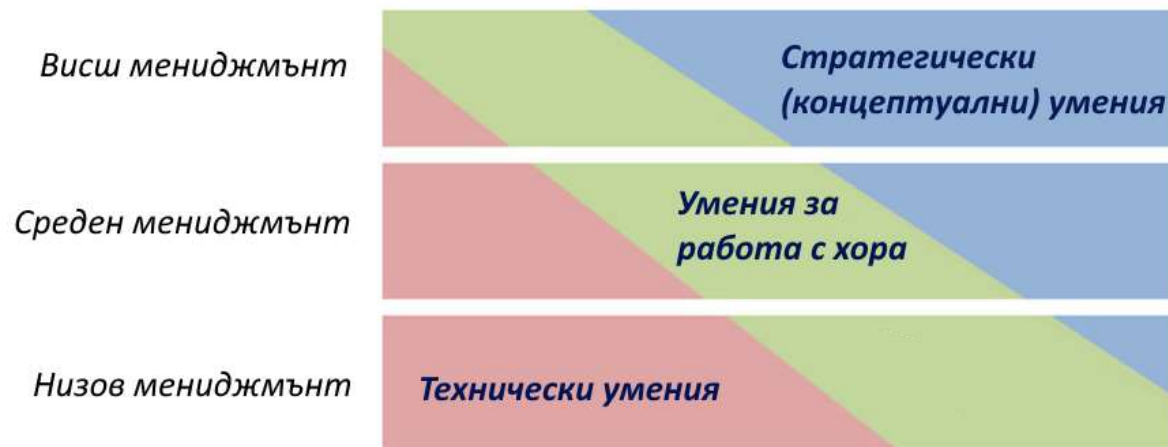 Висш мениджмънт
Стратегически
(концептуални) умения
Среден мениджмънт
Умения за
работа с хора
Низов мениджмънт
Технически умения